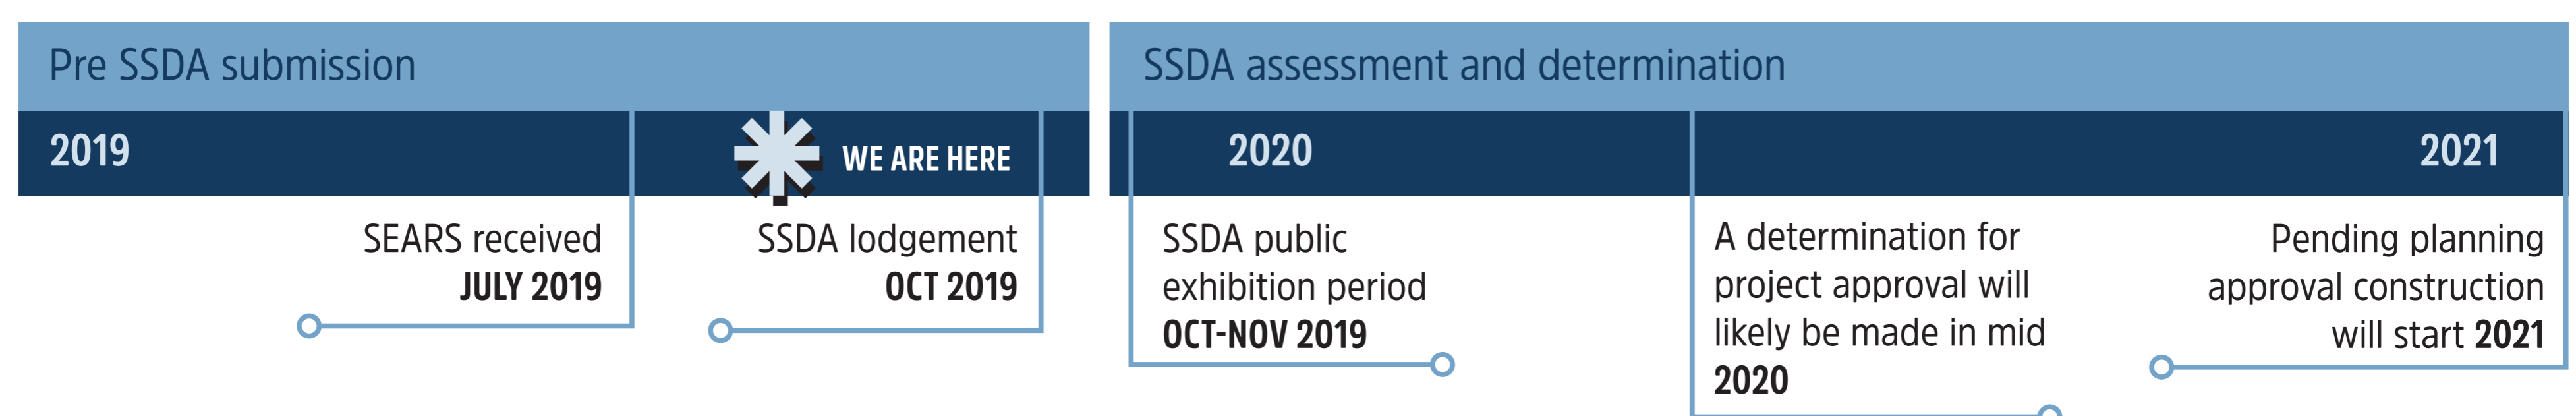 Pre SSDA submission
SSDA assessment and determination
2019
WE ARE HERE
2020
2021
SEARS received
JULY 2019
SSDA lodgement
OCT 2019
SSDA public
exhibition period
OCT-NOV 2019
A determination for
project approval will
likely be made in mid
2020
Pending planning
approval construction
will start 2021